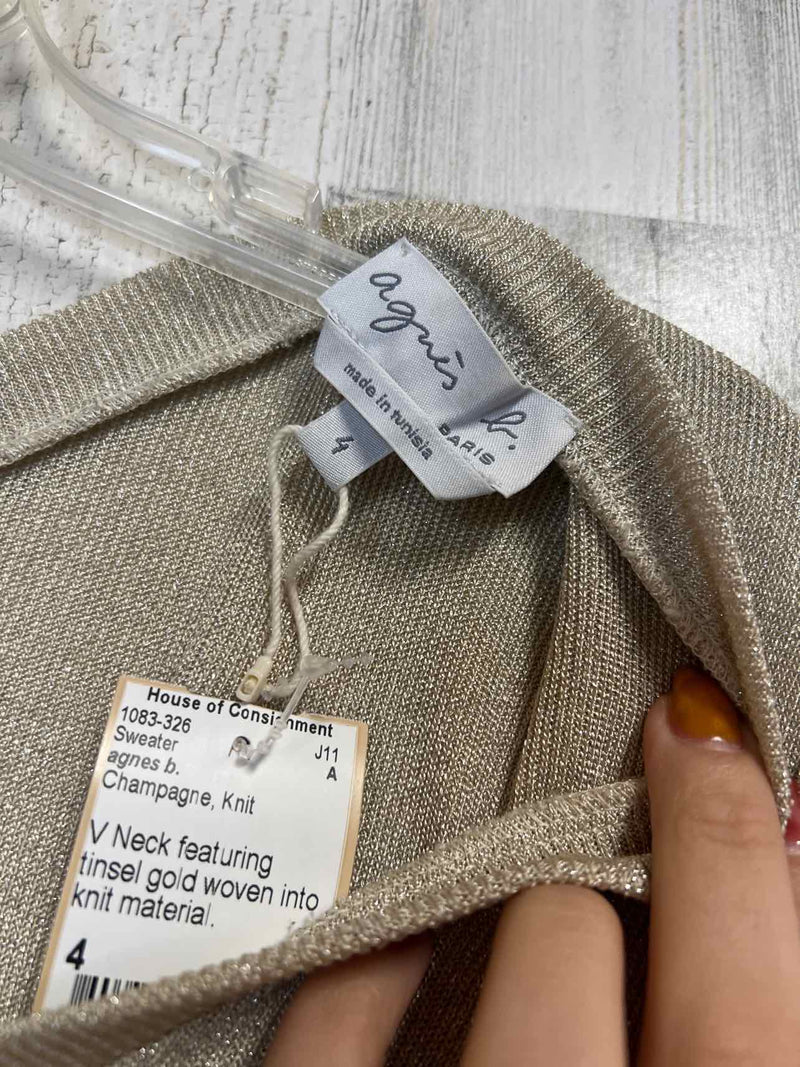 agnès b.
PARIS
made in tunisia
4
House of Consignment
1083-326
J11
Sweater
A
agnes b.
Champagne, Knit
V Neck featuring
tinsel gold woven into
knit material.
4